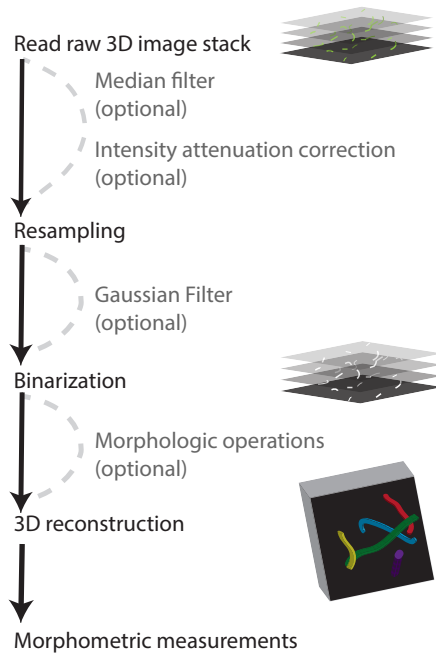 Read raw 3D image stack
Median filter
(optional)
Intensity attenuation correction
(optional)
Resampling
Gaussian Filter
(optional)
Binarization
Morphologic operations
(optional)
3D reconstruction
Morphometric measurements